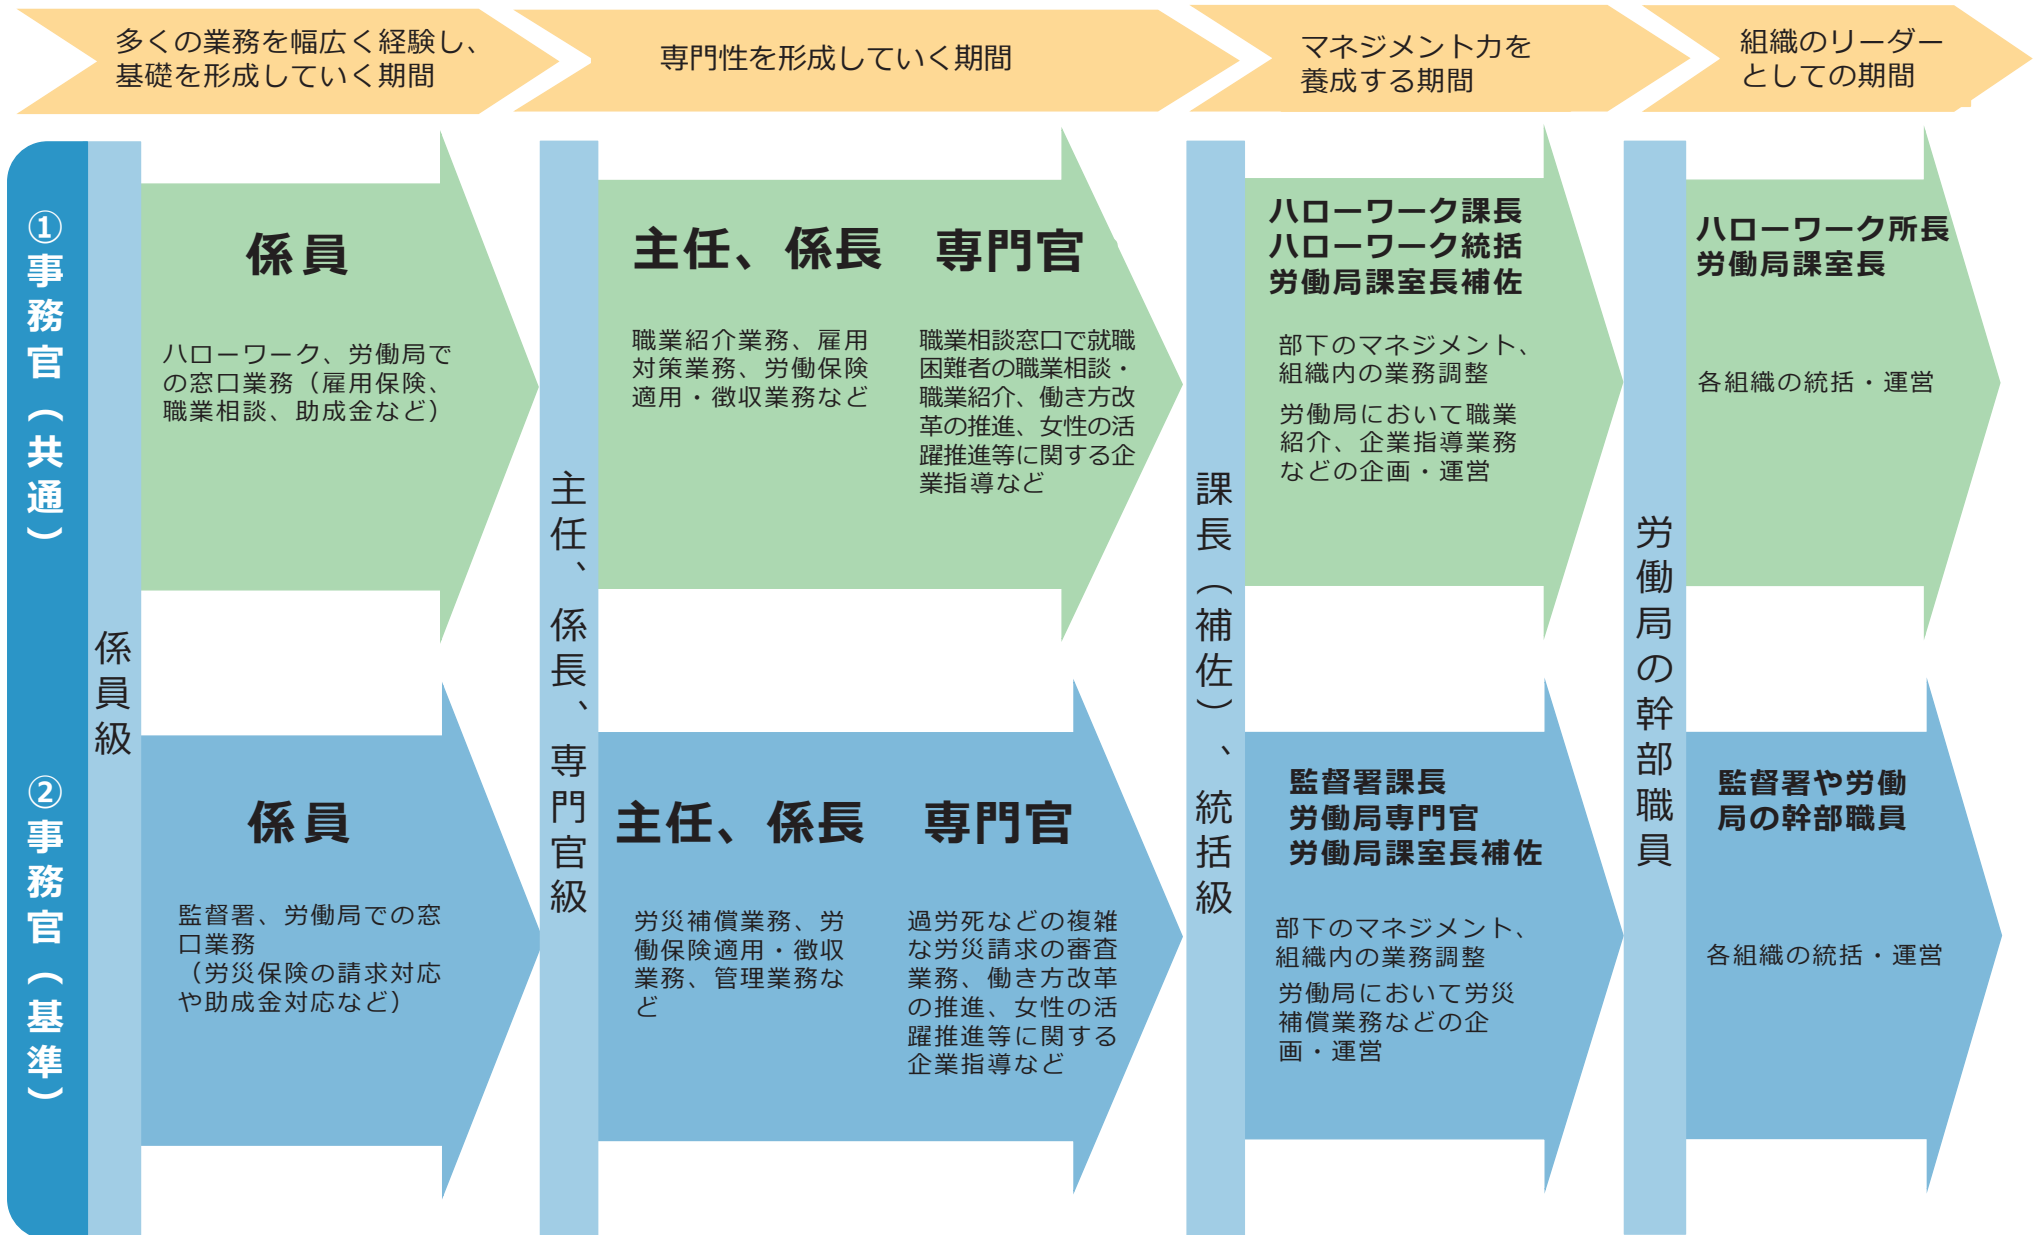 多くの業務を幅広く経験し、
基礎を形成していく期間
専門性を形成していく期間
マネジメント力を
養成する期間
組織のリーダー
としての期間
①事務官（共通）
係員級
係員
ハローワーク、労働局で
の窓口業務（雇用保険、
職業相談、助成金など）
主任、係長、専門官級
主任、係長
職業紹介業務、雇用
対策業務、労働保険
適用・徴収業務など
専門官
職業相談窓口で就職
困難者の職業相談・
職業紹介、働き方改
革の推進、女性の活
躍推進等に関する企
業指導など
課長（補佐）、統括級
ハローワーク課長
ハローワーク統括
労働局課室長補佐
部下のマネジメント、
組織内の業務調整
労働局において職業
紹介、企業指導業務
などの企画・運営
労働局の幹部職員
ハローワーク所長
労働局課室長
各組織の統括・運営
②事務官（基準）
係員
監督署、労働局での窓
口業務
（労災保険の請求対応
や助成金対応など）
主任、係長
労災補償業務、労
働保険適用・徴収
業務、管理業務な
ど
専門官
過労死などの複雑
な労災請求の審査
業務、働き方改革
の推進、女性の活
躍推進等に関する
企業指導など
監督署課長
労働局専門官
労働局課室長補佐
部下のマネジメント、
組織内の業務調整
労働局において労災
補償業務などの企
画・運営
監督署や労働
局の幹部職員
各組織の統括・運営